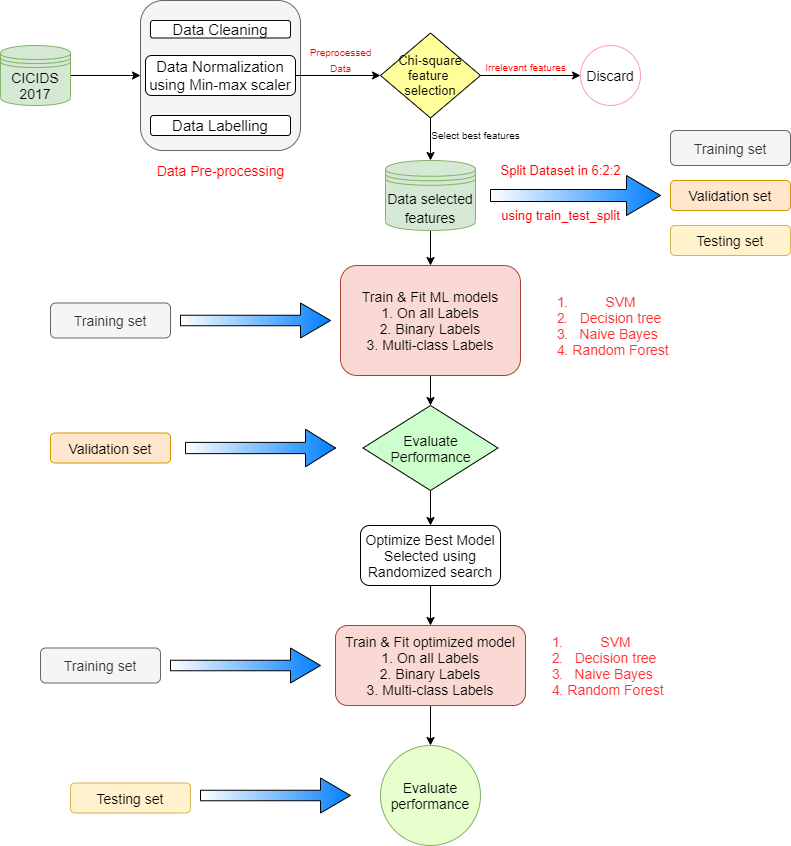 Data Cleaning
CICIDS
2017
Data Normalization
using Min-max scaler
Data Labelling
Data Pre-processing
Preprocessed
Data
Chi-square
feature
selection
Irrelevant features
Discard
Select best features
Data selected
features
Split Dataset in 6:2:2
using train_test_split
Training set
Validation set
Testing set
Training set
Train & Fit ML models
1. On all Labels
2. Binary Labels
3. Multi-class Labels
1. SVM
2. Decision tree
3. Naive Bayes
4. Random Forest
Validation set
Evaluate
Performance
Optimize Best Model
Selected using
Randomized search
Training set
Train & Fit optimized model
1. On all Labels
2. Binary Labels
3. Multi-class Labels
1. SVM
2. Decision tree
3. Naive Bayes
4. Random Forest
Testing set
Evaluate
performance